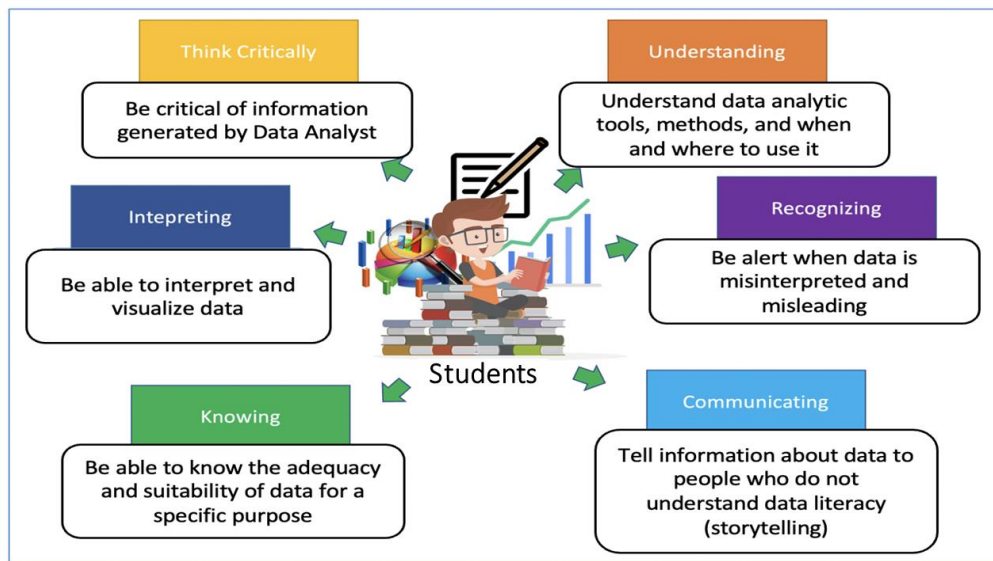 Think Critically
Be critical of information
generated by Data Analyst
Understanding
Understand data analytic
tools, methods, and when
and where to use it
Intepreting
Be able to interpret and
visualize data
Recognizing
Be alert when data is
misinterpreted and
misleading
Students
Knowing
Be able to know the adequacy
and suitability of data for a
specific purpose
Communicating
Tell information about data to
people who do not
understand data literacy
(storytelling)